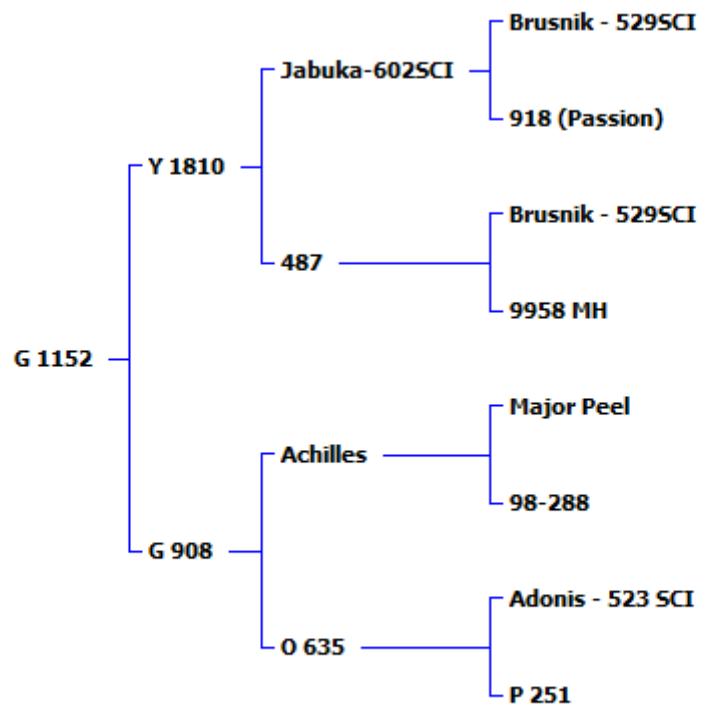 Brusnik - 529SCI
Jabuka-602SCI
918 (Passion)
Y 1810
Brusnik - 529SCI
487
9958 MH
G 1152
Major Peel
Achilles
98-288
G 908
Adonis - 523 SCI
O 635
P 251